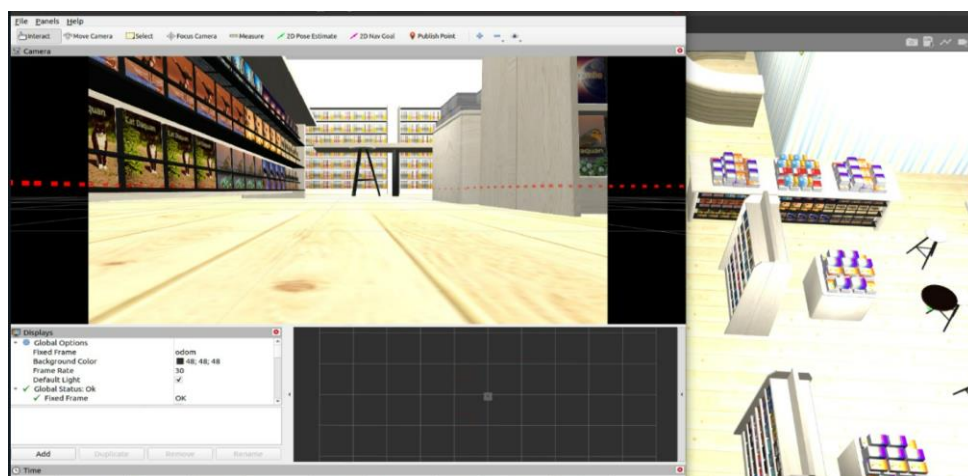 File Panels Help
Interact Move Camera Select Focus Camera Measure 2D Pose Estimate 2D Nav Goal Publish Point
Camera
Cat Daquan
Cat Daquan
Displays
Global Options
Fixed Frame odom
Background Color 48; 48; 48
Frame Rate 30
Default Light ✓
Global Status: Ok
Fixed Frame OK
Add Duplicate Remove Rename
Time